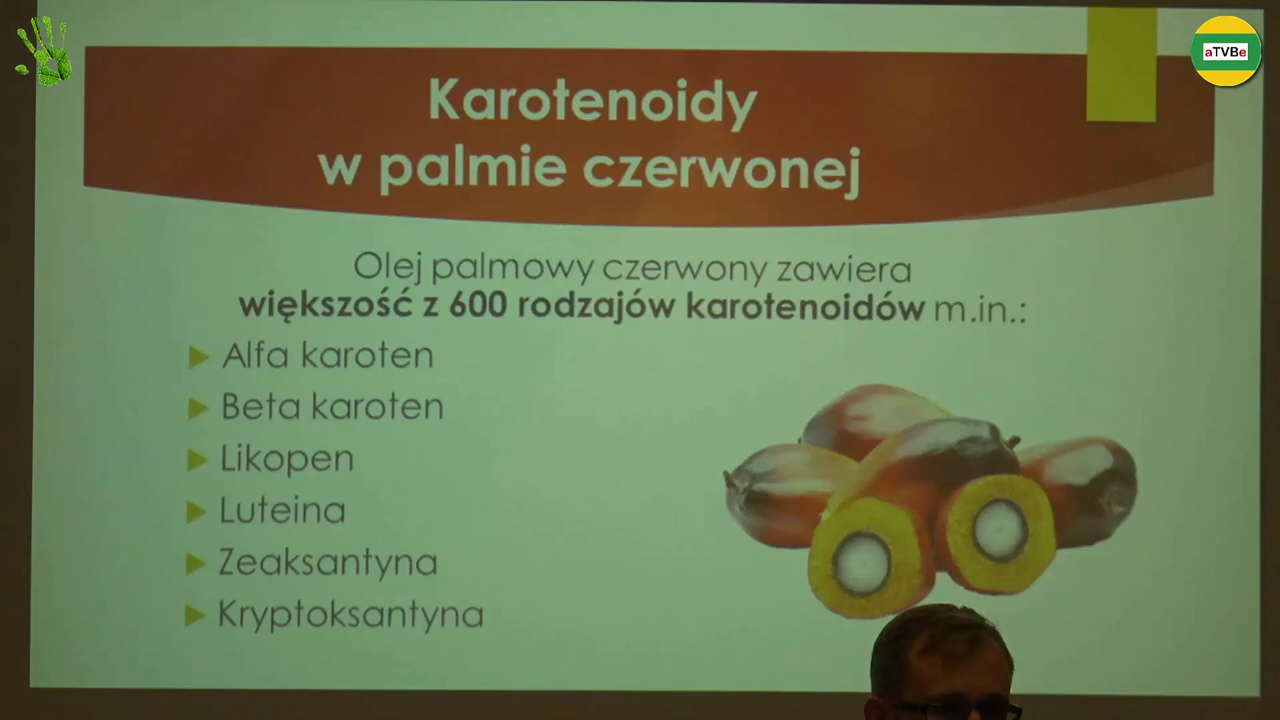 aTVBe
Karotenoidy
w palmie czerwonej
Olej palmowy czerwony zawiera
większość z 600 rodzajów karotenoidów m.in.:
Alfa karoten
Beta karoten
Likopen
Luteina
Zeaksantyna
Kryptoksantyna